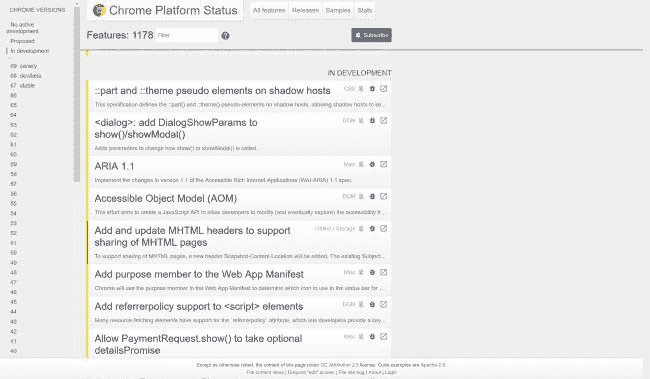 CHROME VERSIONS
No active
development
Proposed
In development
69 canary
68 dev/beta
67 stable
66
65
64
63
62
61
60
59
58
57
56
55
54
53
52
51
50
49
48
47
46
45
44
43
42
41
40
Chrome Platform Status
All features
Releases
Samples
Stats
Features: 1178
Filter
Subscribe
IN DEVELOPMENT
::part and ::theme pseudo elements on shadow hosts
CSS
This specification defines the ::part() and ::theme() pseudo-elements on shadow hosts, allowing shadow hosts to se...
<dialog>: add DialogShowParams to
show()/showModal()
DOM
Adds parameters to change how show() or showModal() is called.
ARIA 1.1
Misc
Implement the changes in version 1.1 of the Accessible Rich Internet Applications (WAI-ARIA) 1.1 spec.
Accessible Object Model (AOM)
DOM
This effort aims to create a JavaScript API to allow developers to modify (and eventually explore) the accessibility tr...
Add and update MHTML headers to support
sharing of MHTML pages
Offline / Storage
To support sharing of MHTML pages, a new header Snapshot-Content-Location will be added. The existing Subject...
Add purpose member to the Web App Manifest
Misc
Chrome will use the purpose member in the Web App Manifest to determine which icon to use in the status bar for ...
Add referrerpolicy support to <script> elements
DOM
Many resource fetching elements have support for the `referrerpolicy` attribute, which lets developers provide a key...
Allow PaymentRequest.show() to take optional
detailsPromise
Misc
Except as otherwise noted, the content of this page under CC Attribution 2.5 license. Code examples are Apache-2.0.
File content issue | Request "edit" access | File site bug | About | Login